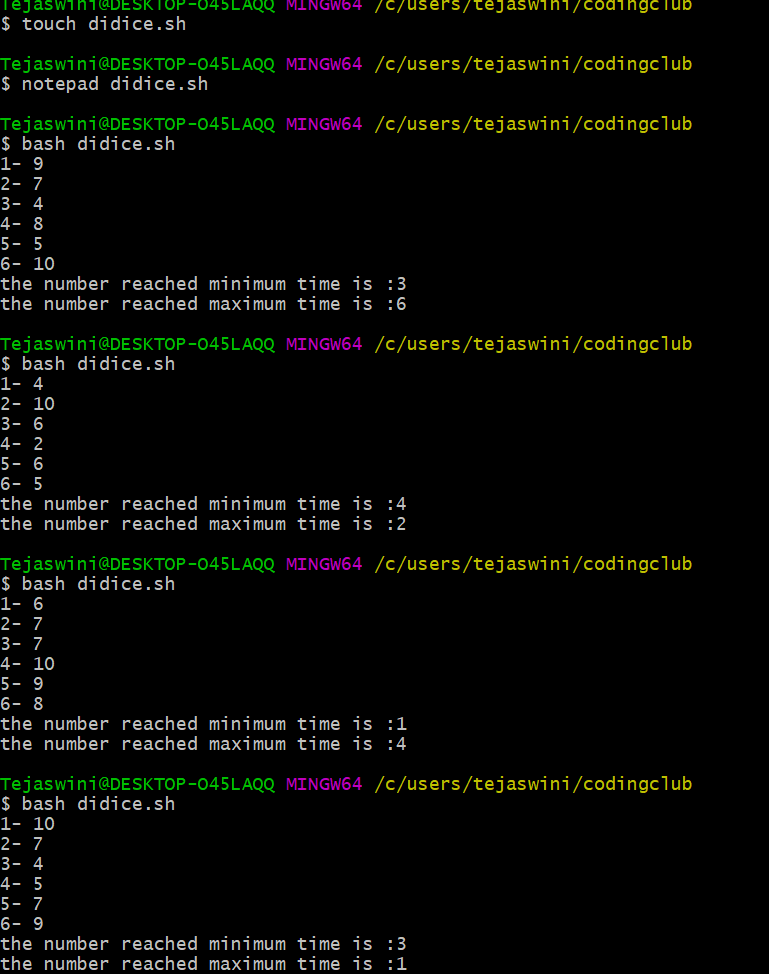 Tejaswini@DESKTOP-O45LAQQ MINGW64 /c/users/tejaswini/codingclub
$ touch didice.sh
Tejaswini@DESKTOP-O45LAQQ MINGW64 /c/users/tejaswini/codingclub
$ notepad didice.sh
Tejaswini@DESKTOP-O45LAQQ MINGW64 /c/users/tejaswini/codingclub
$ bash didice.sh
1- 9
2- 7
3- 4
4- 8
5- 5
6- 10
the number reached minimum time is :3
the number reached maximum time is :6
Tejaswini@DESKTOP-O45LAQQ MINGW64 /c/users/tejaswini/codingclub
$ bash didice.sh
1- 4
2- 10
3- 6
4- 2
5- 6
6- 5
the number reached minimum time is :4
the number reached maximum time is :2
Tejaswini@DESKTOP-O45LAQQ MINGW64 /c/users/tejaswini/codingclub
$ bash didice.sh
1- 6
2- 7
3- 7
4- 10
5- 9
6- 8
the number reached minimum time is :1
the number reached maximum time is :4
Tejaswini@DESKTOP-O45LAQQ MINGW64 /c/users/tejaswini/codingclub
$ bash didice.sh
1- 10
2- 7
3- 4
4- 5
5- 7
6- 9
the number reached minimum time is :3
the number reached maximum time is :1